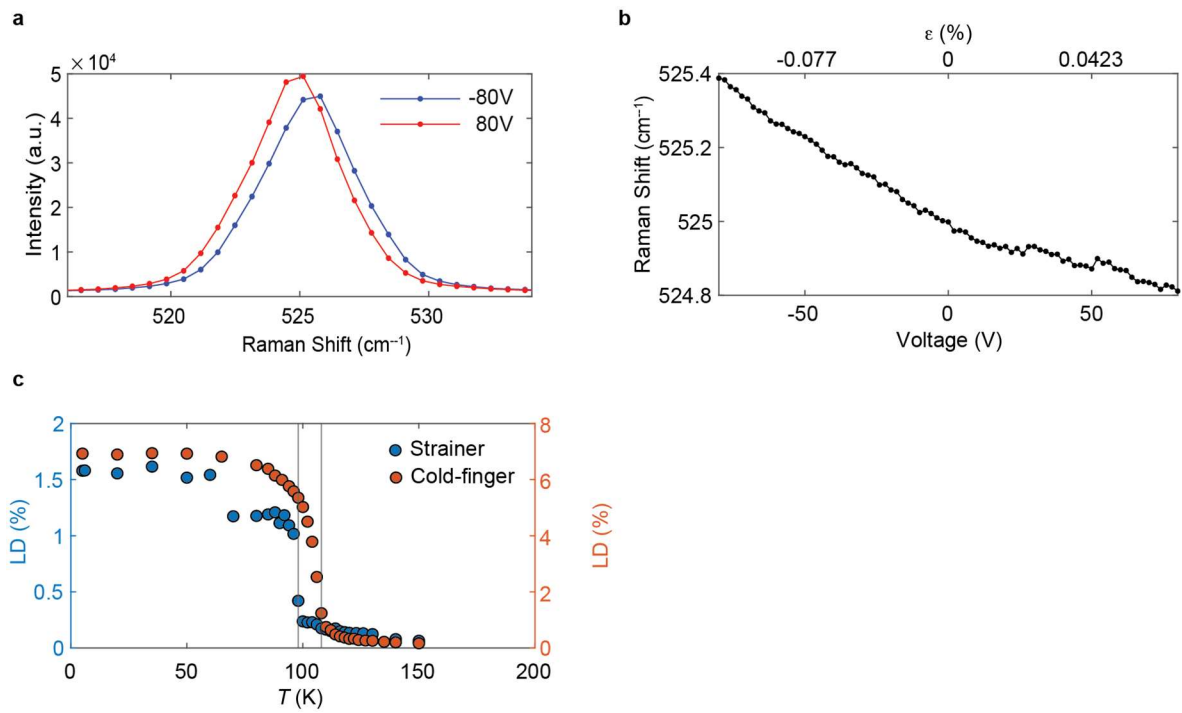 a
× 10⁴
5
4
3
2
1
0
Intensity (a.u.)
-80V
80V
520
525
530
Raman Shift (cm⁻¹)
b
ε (%)
-0.077
0
0.0423
525.4
525.2
525
524.8
Raman Shift (cm⁻¹)
-50
0
50
Voltage (V)
c
2
1.5
1
0.5
0
LD (%)
Strainer
Cold-finger
8
6
4
2
0
LD (%)
0
50
100
150
200
T (K)